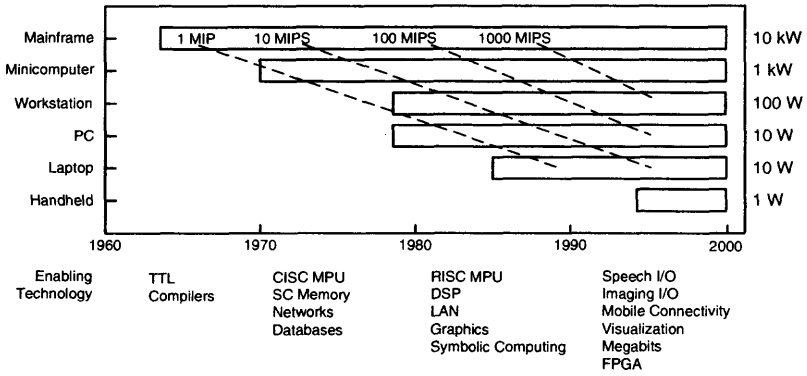 Mainframe 1 MIP 10 MIPS 100 MIPS 1000 MIPS 10 kW
Minicomputer 1 kW
Workstation 100 W
PC 10 W
Laptop 10 W
Handheld 1 W
1960 1970 1980 1990 2000
Enabling TTL CISC MPU RISC MPU Speech I/O
Technology Compilers SC Memory DSP Imaging I/O
Networks LAN Mobile Connectivity
Databases Graphics Visualization
Symbolic Computing Megabits
FPGA